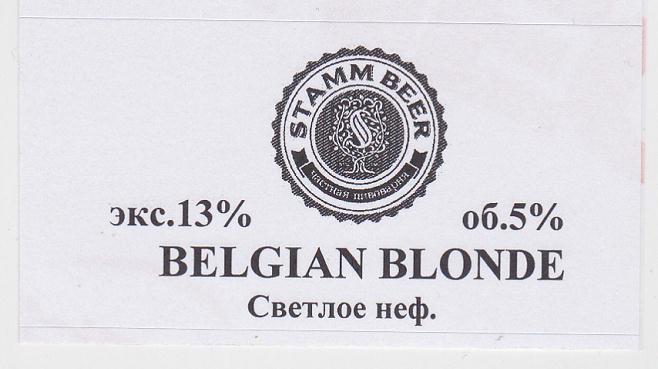 STAMM BEER
частная пивоварня
экс.13% об.5%
BELGIAN BLONDE
Светлое неф.